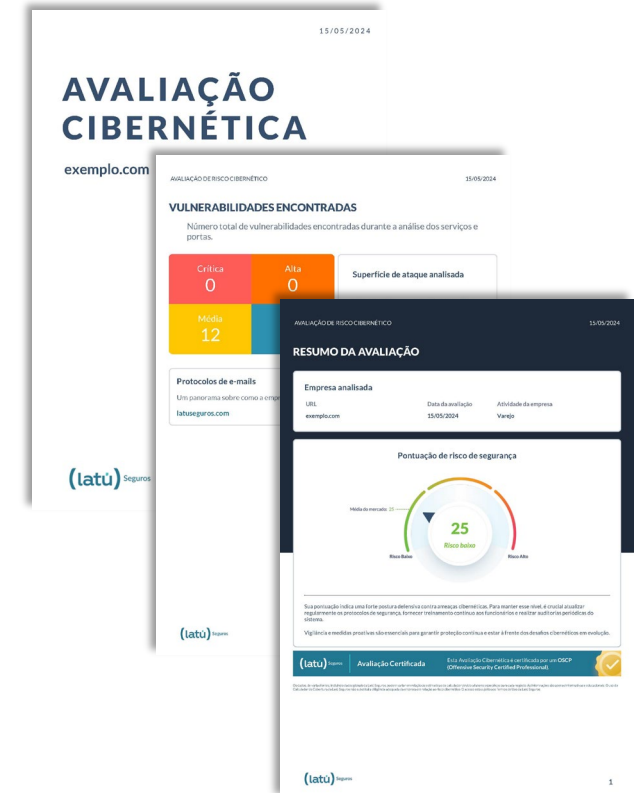 15/05/2024
AVALIAÇÃO
CIBERNÉTICA
exemplo.com
(latú) Seguros
AVALIAÇÃO DE RISCO CIBERNÉTICO 15/05/2024
VULNERABILIDADES ENCONTRADAS
Número total de vulnerabilidades encontradas durante a análise dos serviços e
portas.
Crítica
0
Alta
0
Média
12
Superfície de ataque analisada
Protocolos de e-mails
Um panorama sobre como a
latuseguros.com
(latú) Seguros
AVALIAÇÃO DE RISCO CIBERNÉTICO 15/05/2024
RESUMO DA AVALIAÇÃO
Empresa analisada
URL Data da avaliação Atividade da empresa
exemplo.com 15/05/2024 Varejo
Pontuação de risco de segurança
Média do mercado: 25
25
Risco baixo
Risco Baixo Risco Alto
Sua pontuação indica uma forte postura defensiva contra ameaças cibernéticas. Para manter esse nível, é crucial atualizar
regularmente os protocolos de segurança, fornecer treinamento contínuo aos funcionários e realizar auditorias periódicas do
sistema.
Vigilância e medidas proativas são essenciais para garantir proteção contínua e estar à frente dos desafios cibernéticos em evolução.
(latú) Seguros Avaliação Certificada
Esta Avaliação Cibernética é certificada por um OSCP
(Offensive Security Certified Professional).
(latú) Seguros
1